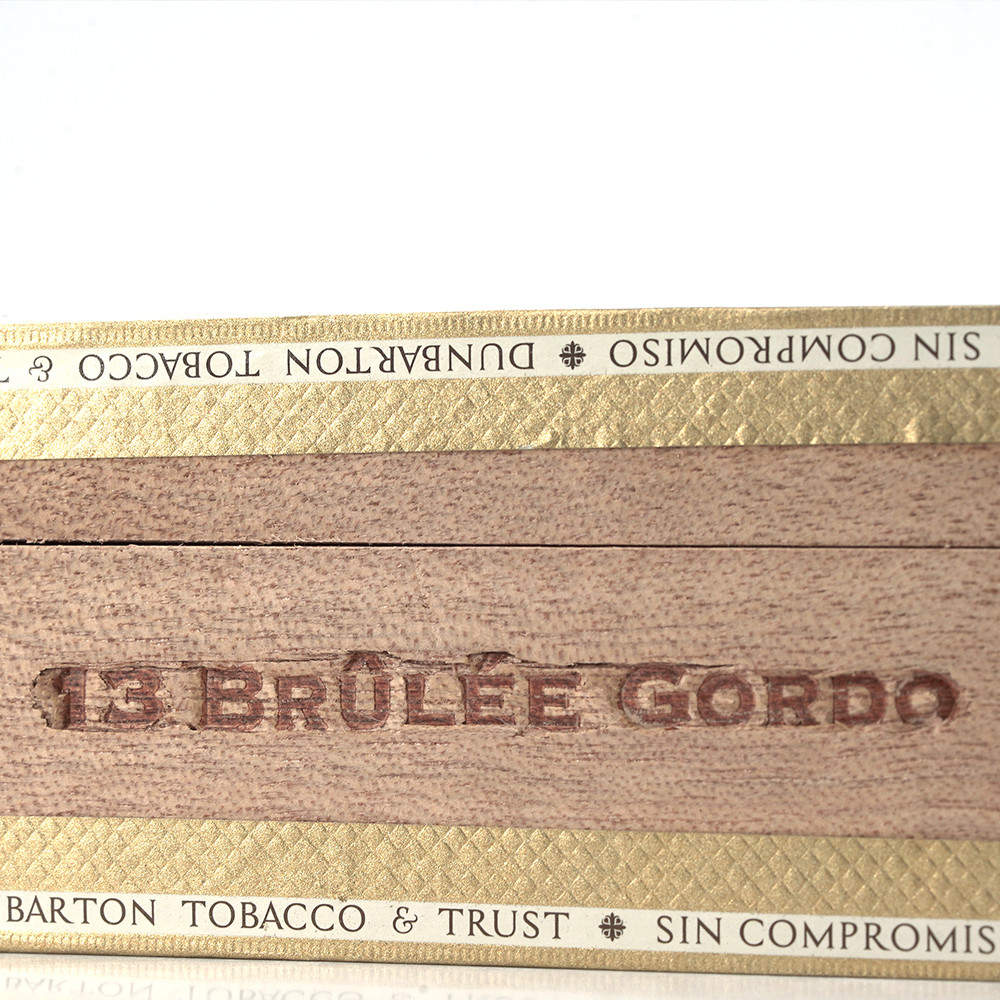 SIN COMPROMISO DUNBARTON TOBACCO &
13 BRÛLÉE GORDO
BARTON TOBACCO & TRUST SIN COMPROMIS